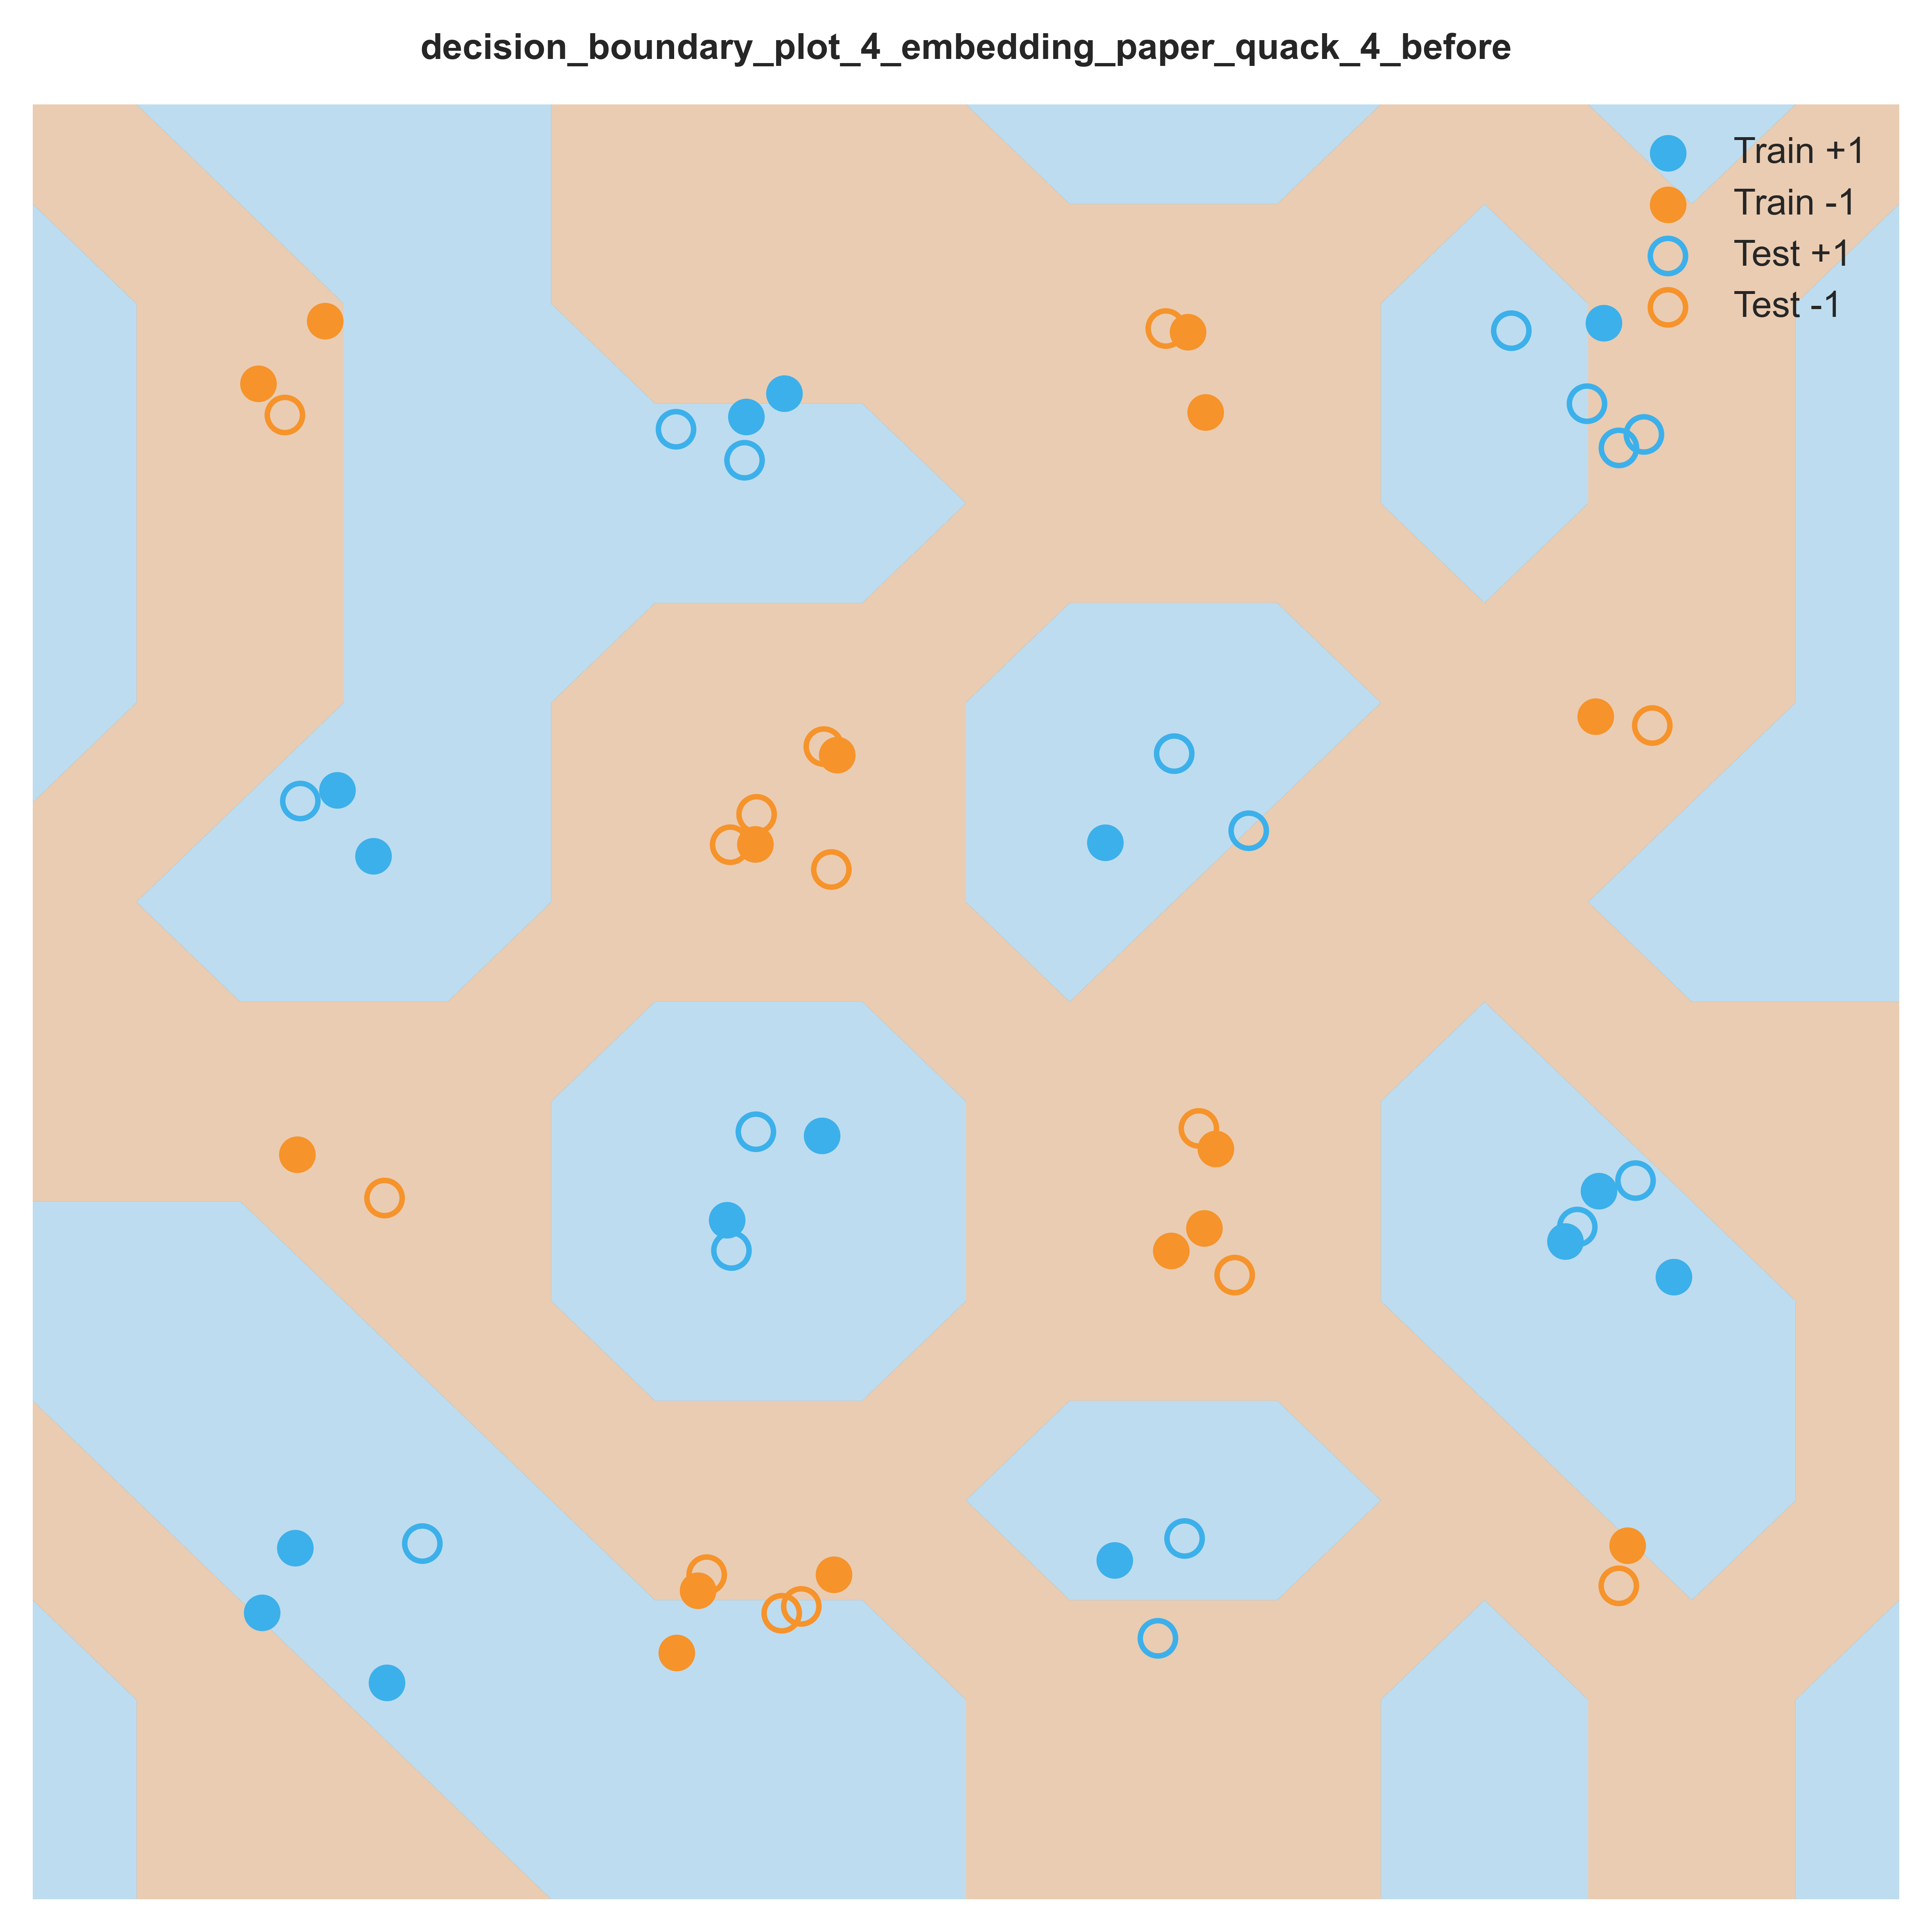 decision_boundary_plot_4_embedding_paper_quack_4_before
Train +1
Train -1
Test +1
Test -1